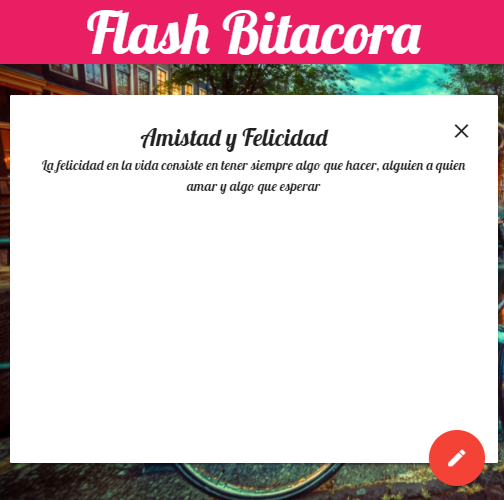 Flash Bitacora
Amistad y Felicidad
La felicidad en la vida consiste en tener siempre algo que hacer, alguien a quien
amar y algo que esperar